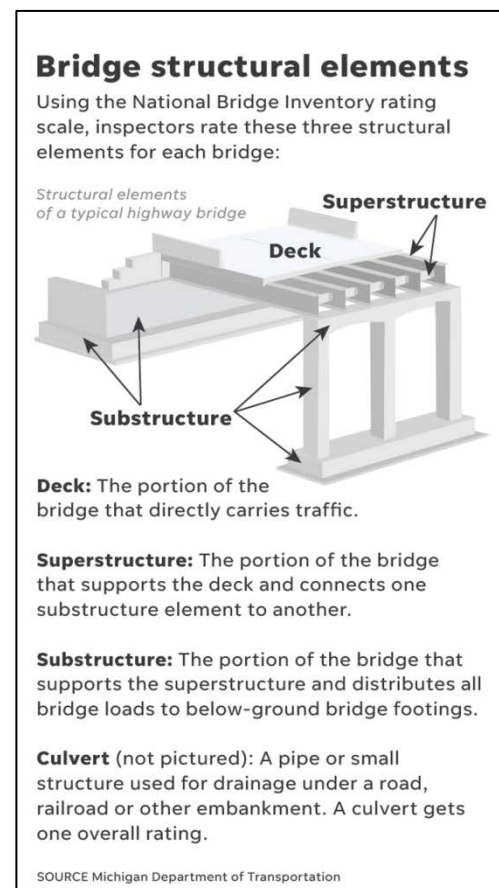 Bridge structural elements
Using the National Bridge Inventory rating
scale, inspectors rate these three structural
elements for each bridge:
Structural elements
of a typical highway bridge
Superstructure
Deck
Substructure
Deck: The portion of the
bridge that directly carries traffic.
Superstructure: The portion of the bridge
that supports the deck and connects one
substructure element to another.
Substructure: The portion of the bridge that
supports the superstructure and distributes all
bridge loads to below-ground bridge footings.
Culvert (not pictured): A pipe or small
structure used for drainage under a road,
railroad or other embankment. A culvert gets
one overall rating.
SOURCE Michigan Department of Transportation